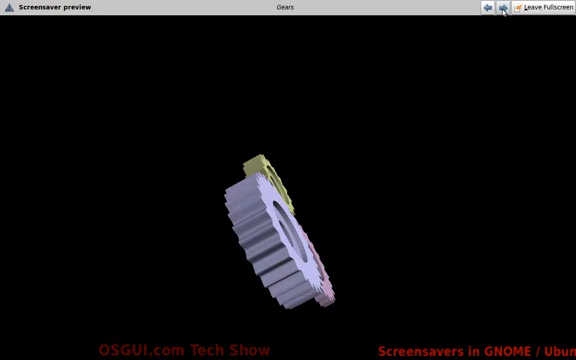 Screensaver preview
Gears
Leave Fullscreen
OSGUI.com Tech Show
Screensavers in GNOME / Ubun